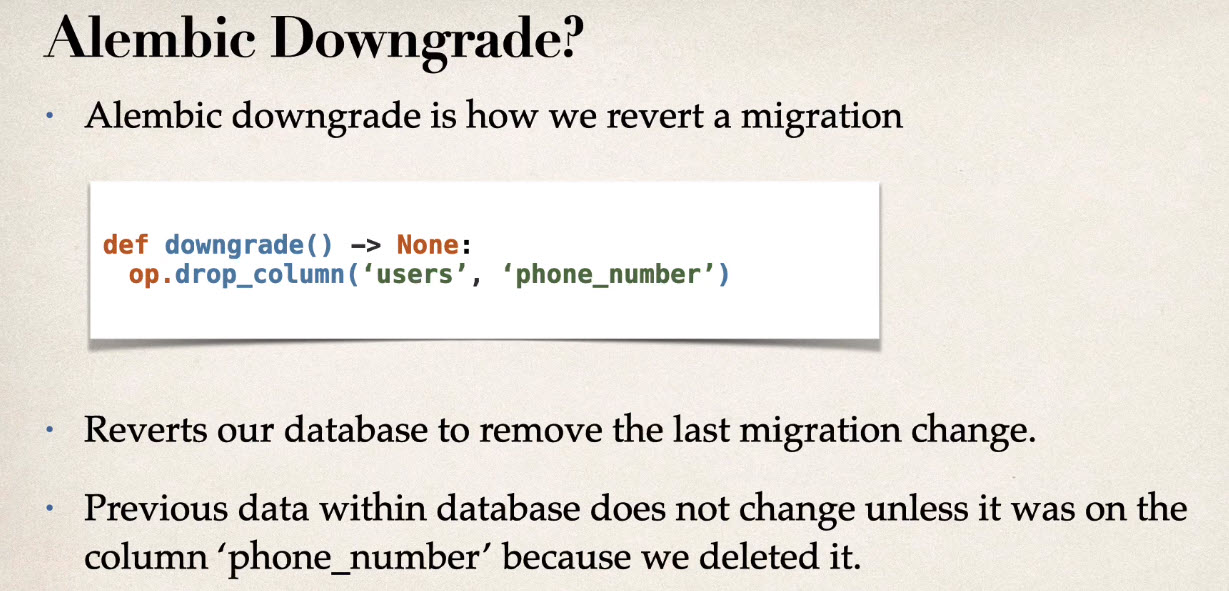 Alembic Downgrade?
• Alembic downgrade is how we revert a migration
def downgrade() -> None:
op.drop_column(‘users’, ‘phone_number’)
• Reverts our database to remove the last migration change.
• Previous data within database does not change unless it was on the
column ‘phone_number’ because we deleted it.